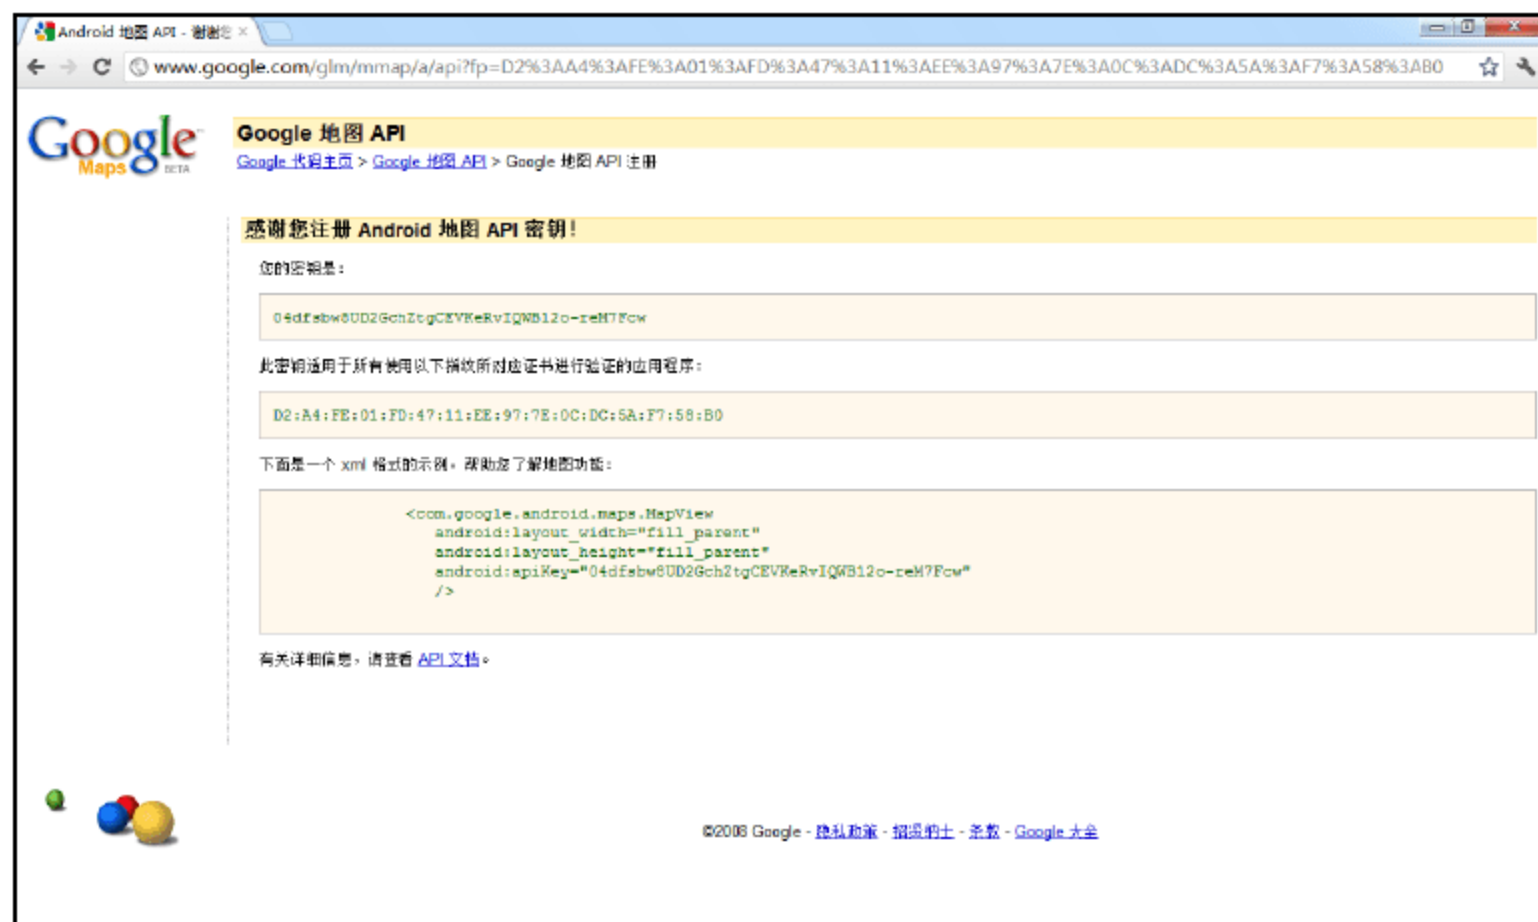 Android 地图 API - 谢谢您
www.google.com/glm/mmap/a/api?fp=D2%3AA4%3AFE%3A01%3AFD%3A47%3A11%3AEE%3A97%3A7E%3A0C%3ADC%3A5A%3AF7%3A58%3AB0
Google
Maps BETA
Google 地图 API
Google 代码主页 > Google 地图 API > Google 地图 API 注册
感谢您注册 Android 地图 API 密钥!
您的密钥是:
04dfsbw8UD2GchZtgCEVKeRvIQWB12o-reM7Fcw
此密钥适用于所有使用以下指纹所对应证书进行验证的应用程序:
D2:A4:FE:01:FD:47:11:EE:97:7E:0C:DC:5A:F7:58:B0
下面是一个 xml 格式的示例，帮助您了解地图功能:
<com.google.android.maps.MapView
android:layout_width="fill_parent"
android:layout_height="fill_parent"
android:apiKey="04dfsbw8UD2GchZtgCEVKeRvIQWB12o-reM7Fcw"
/>
有关详细信息，请查看 API 文档。
©2008 Google - 隐私政策 - 招贤纳士 - 条款 - Google 大全